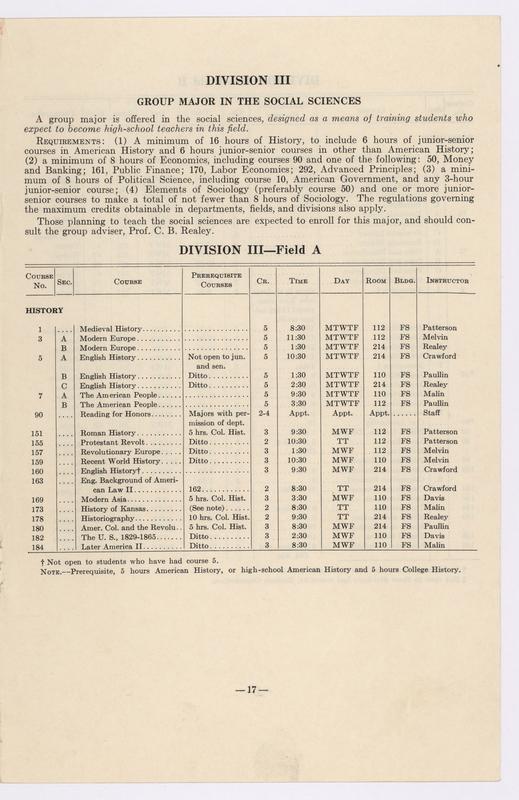 DIVISION III
GROUP MAJOR IN THE SOCIAL SCIENCES
A group major is offered in the social sciences, designed as a means of training students who
expect to become high-school teachers in this field.
REQUIREMENTS: (1) A minimum of 16 hours of History, to include 6 hours of junior-senior
courses in American History and 6 hours junior-senior courses in other than American History;
(2) a minimum of 8 hours of Economics, including courses 90 and one of the following: 50, Money
and Banking; 161, Public Finance; 170, Labor Economics; 292, Advanced Principles; (3) a mini-
mum of 8 hours of Political Science, including course 10, American Government, and any 3-hour
junior-senior course; (4) Elements of Sociology (preferably course 50) and one or more junior-
senior courses to make a total of not fewer than 8 hours of Sociology. The regulations governing
the maximum credits obtainable in departments, fields, and divisions also apply.
Those planning to teach the social sciences are expected to enroll for this major, and should con-
sult the group adviser, Prof. C. B. Realey.
DIVISION III—Field A
COURSE No. SEC. COURSE PREREQUISITE COURSES CR. TIME DAY ROOM BLDG. INSTRUCTOR
HISTORY
1 .... Medieval History.......... ................. 5 8:30 MTWTF 112 FS Patterson
3 A Modern Europe........... ................. 5 11:30 MTWTF 112 FS Melvin
B Modern Europe........... ................. 5 1:30 MTWTF 214 FS Realey
5 A English History........... Not open to jun. 5 10:30 MTWTF 214 FS Crawford
and sen.
B English History........... Ditto.......... 5 1:30 MTWTF 110 FS Paullin
C English History........... Ditto.......... 5 2:30 MTWTF 214 FS Realey
7 A The American People...... ................. 5 9:30 MTWTF 110 FS Malin
B The American People...... ................. 5 3:30 MTWTF 112 FS Paullin
90 .... Reading for Honors....... Majors with per- 2-4 Appt. Appt. Appt. ...... Staff
mission of dept.
151 .... Roman History........... 5 hrs. Col. Hist. 3 9:30 MWF 112 FS Patterson
155 .... Protestant Revolt......... Ditto.......... 2 10:30 TT 112 FS Patterson
157 .... Revolutionary Europe..... Ditto.......... 3 1:30 MWF 112 FS Melvin
159 .... Recent World History..... Ditto.......... 3 10:30 MWF 110 FS Melvin
160 .... English History†.......... ................. 3 9:30 MWF 214 FS Crawford
163 .... Eng. Background of Ameri-
can Law II............ 162........... 2 8:30 TT 214 FS Crawford
169 .... Modern Asia............. 5 hrs. Col. Hist. 3 3:30 MWF 110 FS Davis
173 .... History of Kansas......... (See note)...... 2 8:30 TT 110 FS Malin
178 .... Historiography............ 10 hrs. Col. Hist. 2 9:30 TT 214 FS Realey
180 .... Amer. Col. and the Revolu.. 5 hrs. Col. Hist. 3 8:30 MWF 214 FS Paullin
182 .... The U. S., 1829-1865....... Ditto.......... 3 2:30 MWF 110 FS Davis
184 .... Later America II.......... Ditto.......... 3 8:30 MWF 110 FS Malin
† Not open to students who have had course 5.
NOTE.—Prerequisite, 5 hours American History, or high-school American History and 5 hours College History.
—17—